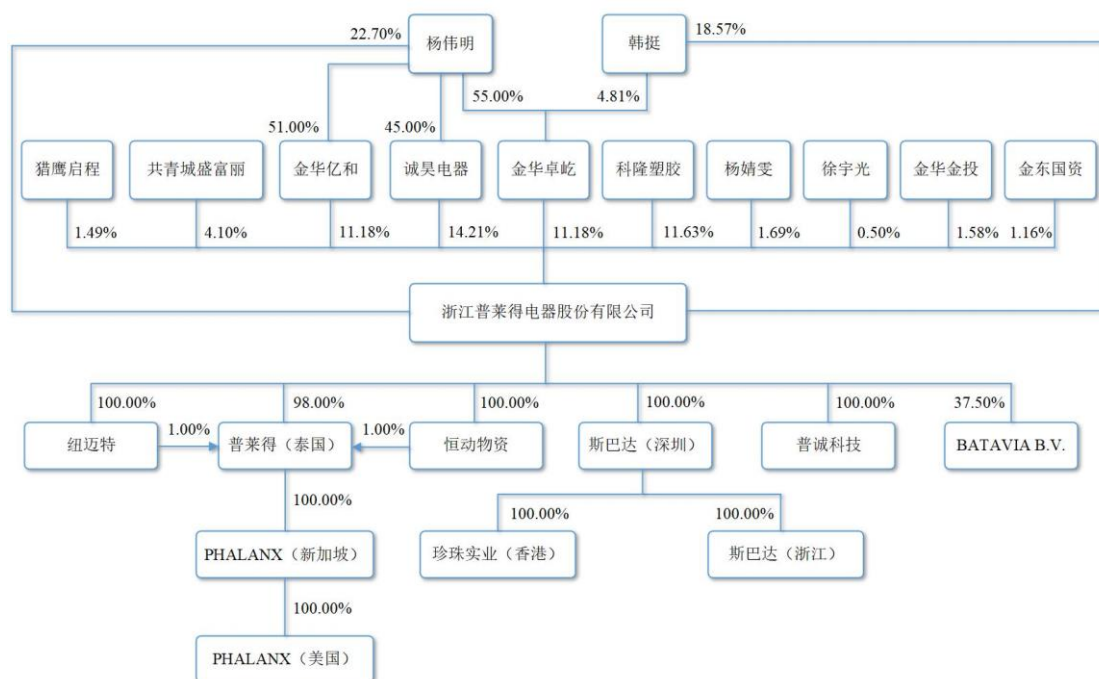 22.70%
杨伟明
韩挺
18.57%
55.00%
4.81%
51.00%
45.00%
猎鹰启程
共青城盛富丽
金华亿和
诚昊电器
金华卓屹
科隆塑胶
杨婧雯
徐宇光
金华金投
金东国资
1.49%
4.10%
11.18%
14.21%
11.18%
11.63%
1.69%
0.50%
1.58%
1.16%
浙江普莱得电器股份有限公司
100.00%
98.00%
100.00%
100.00%
100.00%
37.50%
纽迈特
1.00%
普莱得（泰国）
1.00%
恒动物资
斯巴达（深圳）
普诚科技
BATAVIA B.V.
100.00%
100.00%
100.00%
PHALANX（新加坡）
珍珠实业（香港）
斯巴达（浙江）
100.00%
PHALANX（美国）